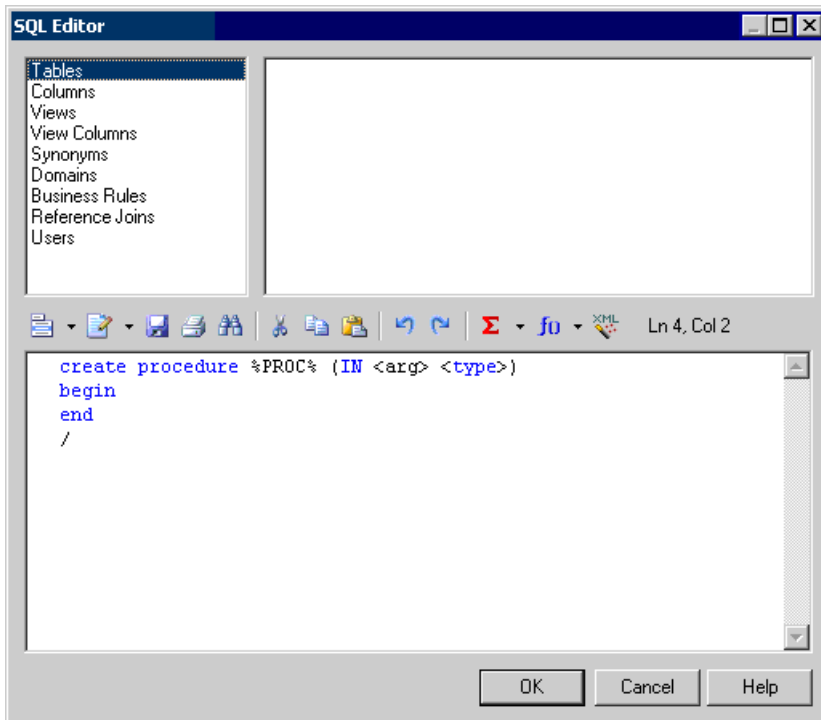 SQL Editor
Tables
Columns
Views
View Columns
Synonyms
Domains
Business Rules
Reference Joins
Users
Σ f() XML Ln 4, Col 2
create procedure %PROC% (IN <arg> <type>)
begin
end
/
OK Cancel Help